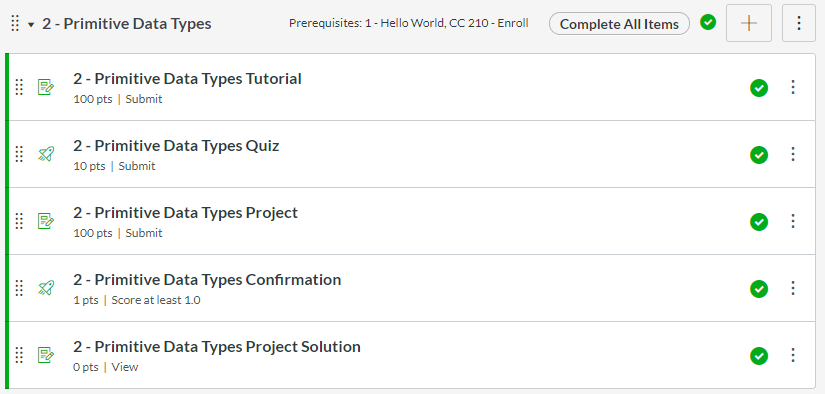 2 - Primitive Data Types
Prerequisites: 1 - Hello World, CC 210 - Enroll
Complete All Items
2 - Primitive Data Types Tutorial
100 pts | Submit
2 - Primitive Data Types Quiz
10 pts | Submit
2 - Primitive Data Types Project
100 pts | Submit
2 - Primitive Data Types Confirmation
1 pts | Score at least 1.0
2 - Primitive Data Types Project Solution
0 pts | View